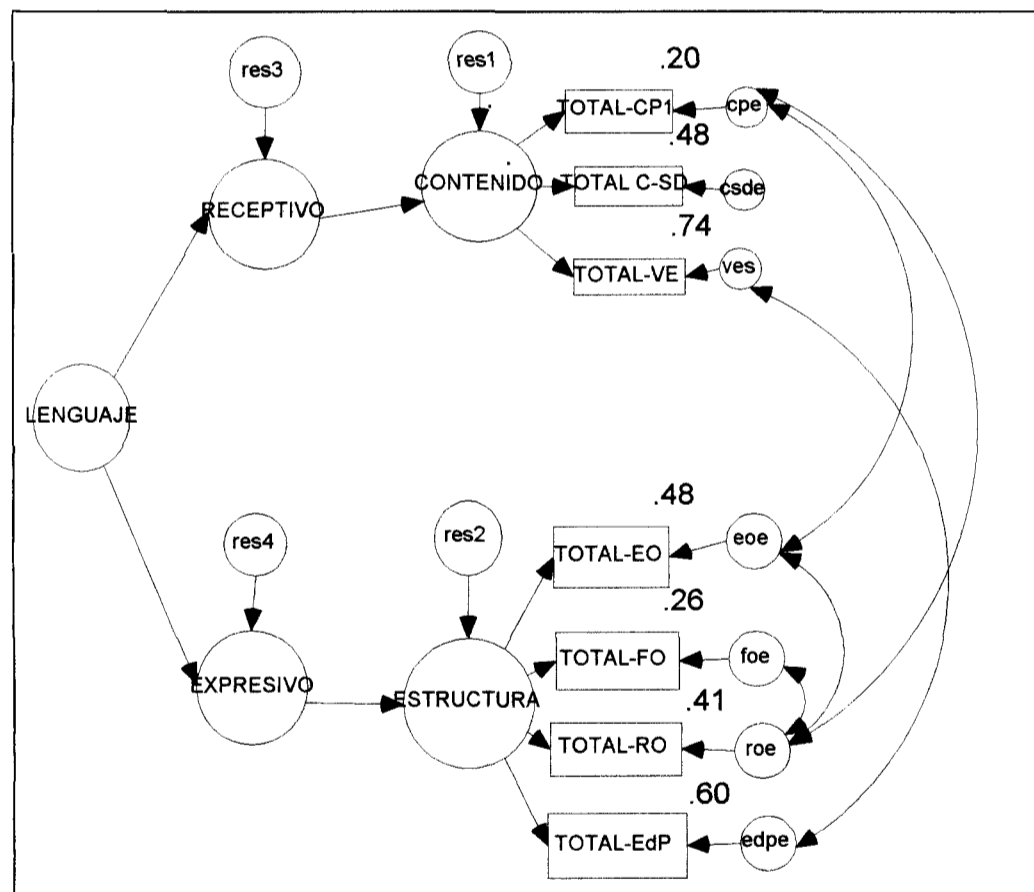 .20
res3
res1
TOTAL-CP1
cpe
.48
CONTENIDO
TOTAL C-SD
csde
RECEPTIVO
.74
TOTAL-VE
ves
LENGUAJE
.48
res4
res2
TOTAL-EO
eoe
.26
TOTAL-FO
foe
EXPRESIVO
ESTRUCTURA
.41
TOTAL-RO
roe
.60
TOTAL-EdP
edpe